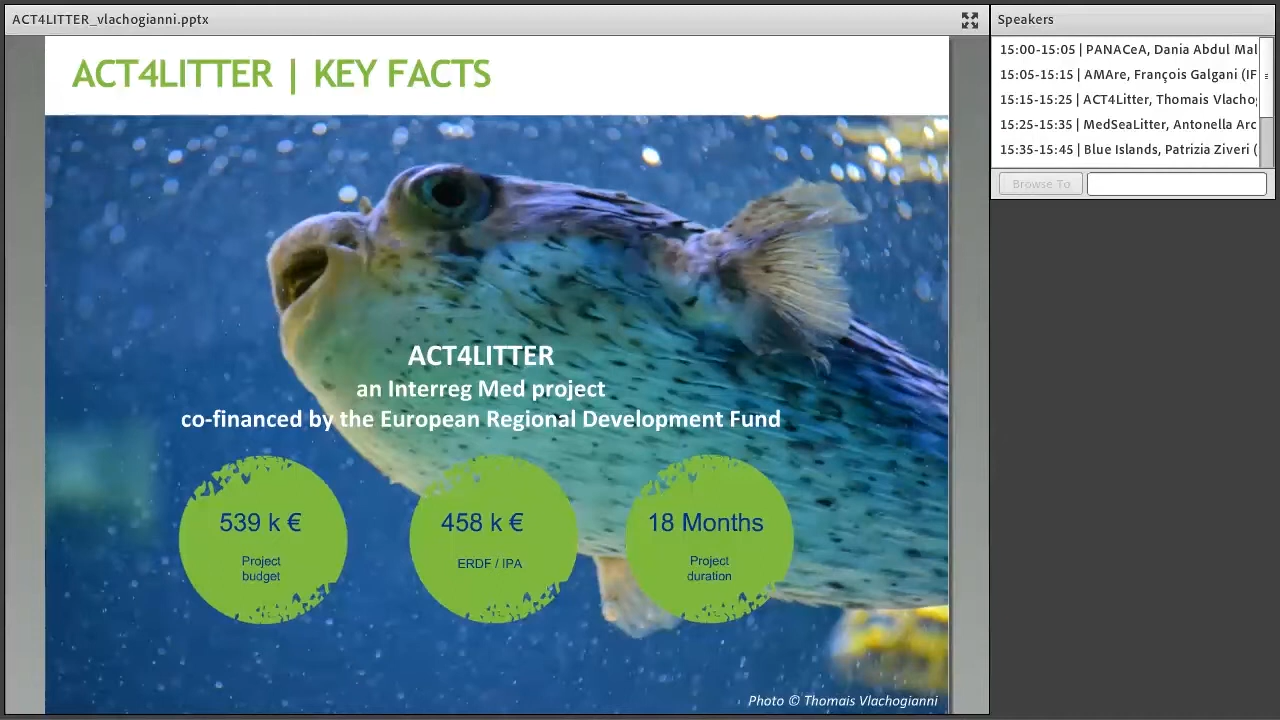 ACT4LITTER_vlachogianni.pptx
ACT4LITTER | KEY FACTS
ACT4LITTER
an Interreg Med project
co-financed by the European Regional Development Fund
539 k €
Project
budget
458 k €
ERDF / IPA
18 Months
Project
duration
Photo © Thomais Vlachogianni
Speakers
15:00-15:05 | PANACeA, Dania Abdul Mal
15:05-15:15 | AMAre, François Galgani (IF
15:15-15:25 | ACT4Litter, Thomais Vlacho
15:25-15:35 | MedSeaLitter, Antonella Arc
15:35-15:45 | Blue Islands, Patrizia Ziveri (
Browse To